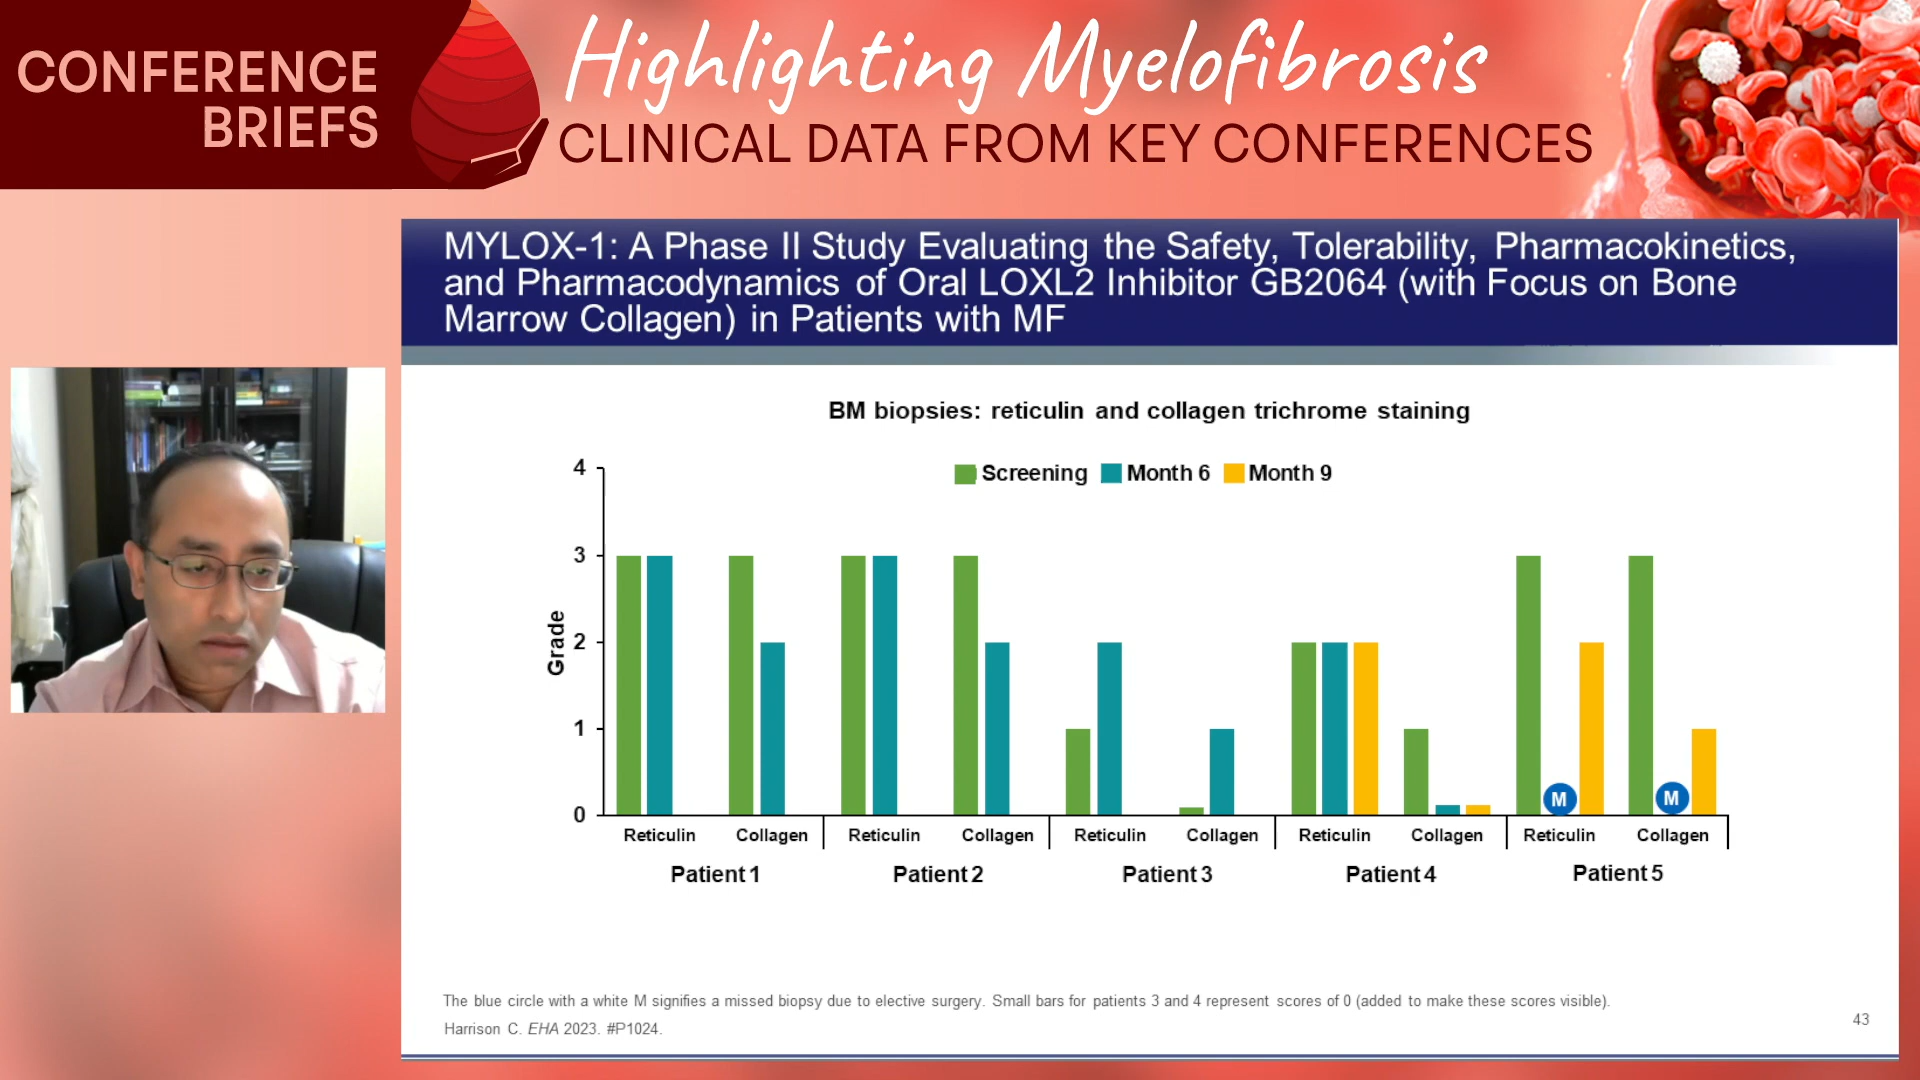 CONFERENCE
BRIEFS
Highlighting Myelofibrosis
CLINICAL DATA FROM KEY CONFERENCES
MYLOX-1: A Phase II Study Evaluating the Safety, Tolerability, Pharmacokinetics,
and Pharmacodynamics of Oral LOXL2 Inhibitor GB2064 (with Focus on Bone
Marrow Collagen) in Patients with MF
BM biopsies: reticulin and collagen trichrome staining
Screening Month 6 Month 9
Grade
4
3
2
1
0
M M
Reticulin Collagen Reticulin Collagen Reticulin Collagen Reticulin Collagen Reticulin Collagen
Patient 1 Patient 2 Patient 3 Patient 4 Patient 5
The blue circle with a white M signifies a missed biopsy due to elective surgery. Small bars for patients 3 and 4 represent scores of 0 (added to make these scores visible).
Harrison C. EHA 2023. #P1024.
43